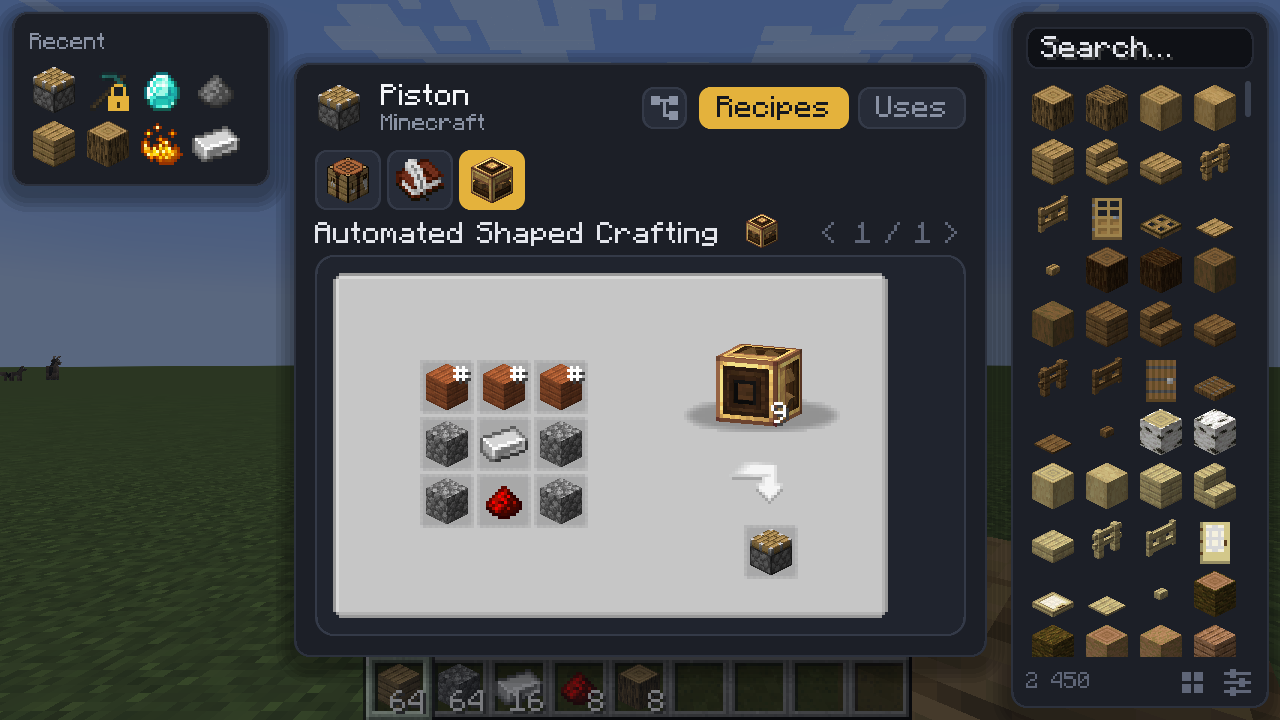 Recent
Piston
Minecraft
Recipes
Uses
Automated Shaped Crafting
< 1 / 1 >
# # #
9
64
64
16
8
8
Search...
2 450